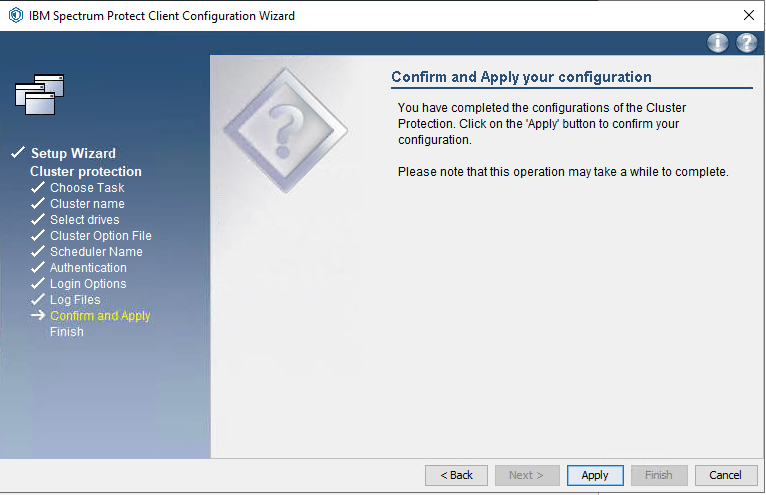 IBM Spectrum Protect Client Configuration Wizard
Setup Wizard
Cluster protection
Choose Task
Cluster name
Select drives
Cluster Option File
Scheduler Name
Authentication
Login Options
Log Files
Confirm and Apply
Finish
Confirm and Apply your configuration
You have completed the configurations of the Cluster
Protection. Click on the 'Apply' button to confirm your
configuration.
Please note that this operation may take a while to complete.
< Back
Next >
Apply
Finish
Cancel